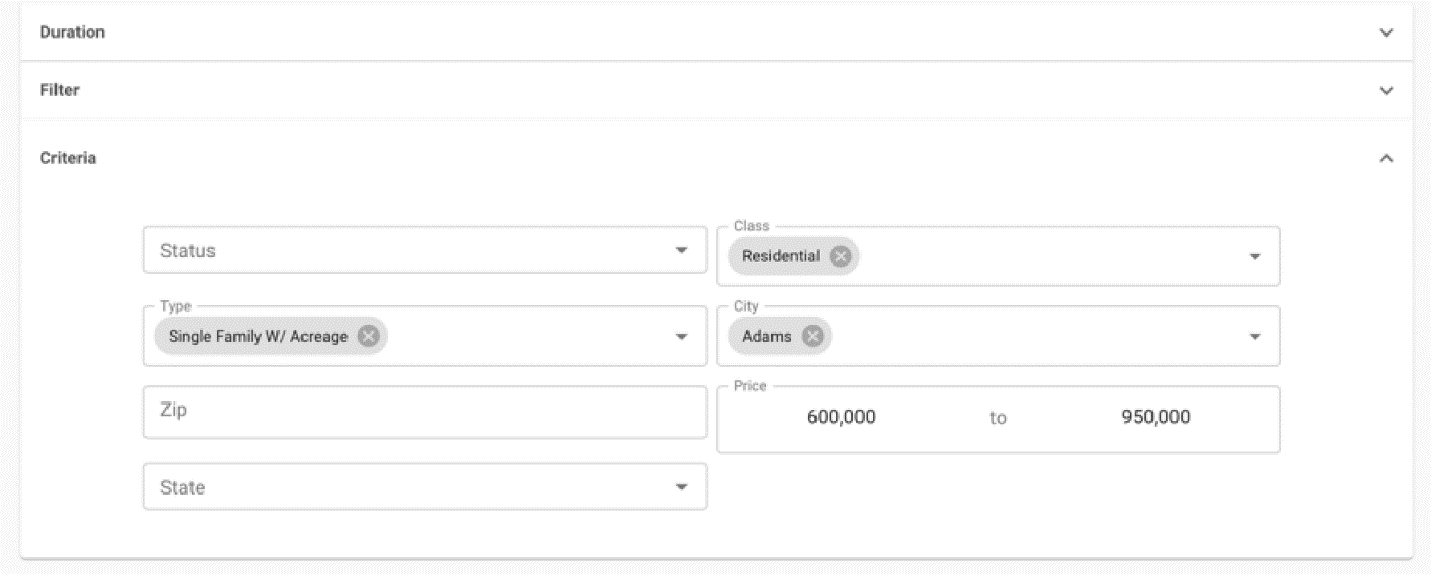 Duration
Filter
Criteria
Status
Class
Residential
Type
Single Family W/ Acreage
City
Adams
Zip
Price
600,000 to 950,000
State